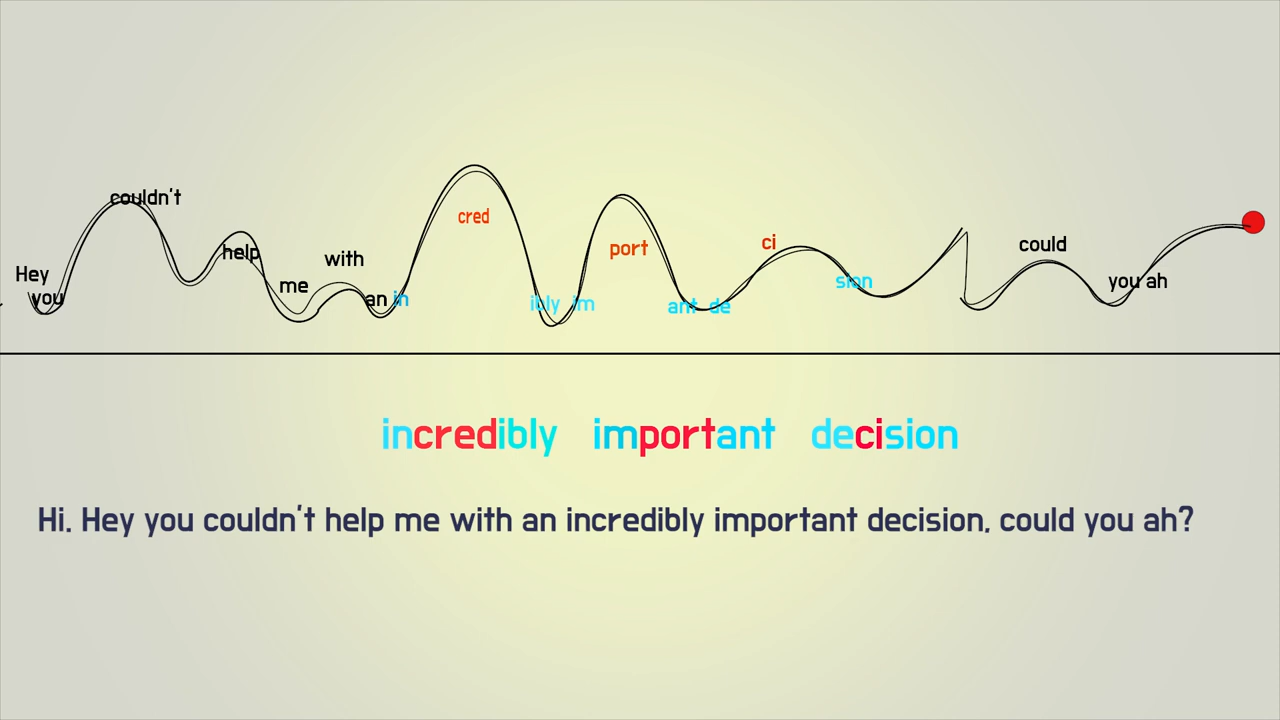 couldn't
cred
Hey help with port ci could
you me an in ibly im ant de sion you ah
incredibly important decision
Hi. Hey you couldn't help me with an incredibly important decision, could you ah?